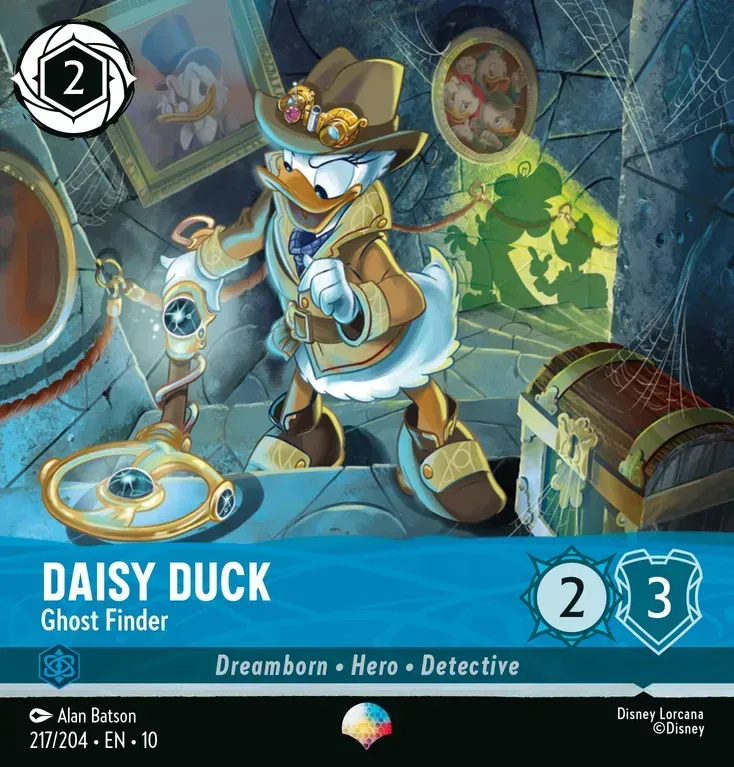 2
DAISY DUCK
Ghost Finder
2 3
Dreamborn • Hero • Detective
Alan Batson
217/204 • EN • 10
Disney Lorcana
©Disney